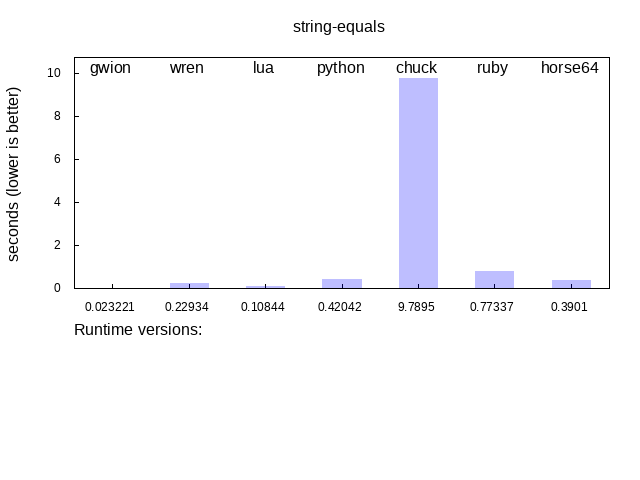 string-equals
gwion wren lua python chuck ruby horse64
seconds (lower is better)
10
8
6
4
2
0
0.023221 0.22934 0.10844 0.42042 9.7895 0.77337 0.3901
Runtime versions: